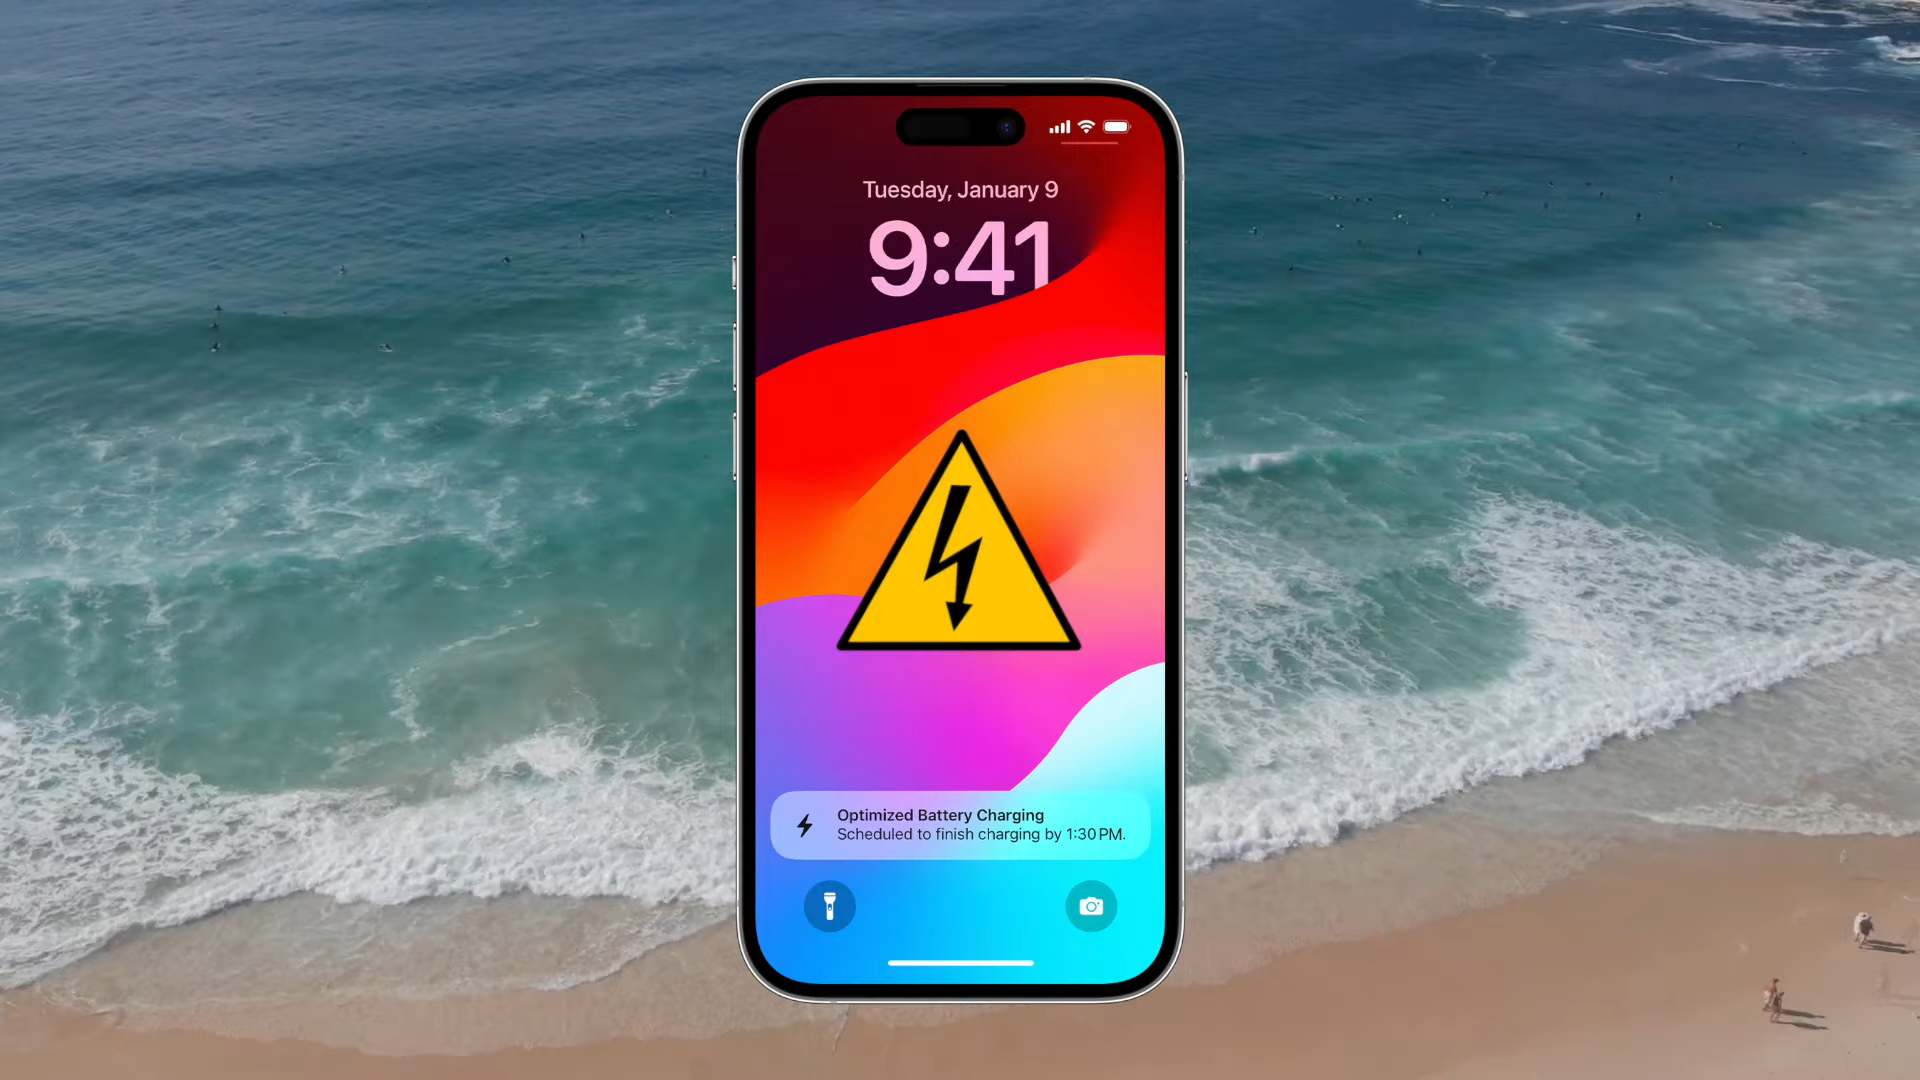 Tuesday, January 9
9:41
Optimized Battery Charging
Scheduled to finish charging by 1:30 PM.